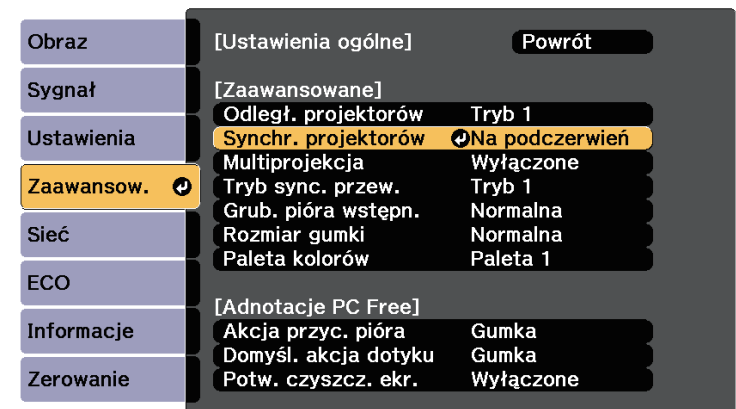 Obraz
Sygnał
Ustawienia
Zaawansow.
Sieć
ECO
Informacje
Zerowanie
[Ustawienia ogólne] Powrót
[Zaawansowane]
Odległ. projektorów Tryb 1
Synchr. projektorów Na podczerwień
Multiprojekcja Wyłączone
Tryb sync. przew. Tryb 1
Grub. pióra wstępn. Normalna
Rozmiar gumki Normalna
Paleta kolorów Paleta 1
[Adnotacje PC Free]
Akcja przyc. pióra Gumka
Domyśl. akcja dotyku Gumka
Potw. czyszcz. ekr. Wyłączone